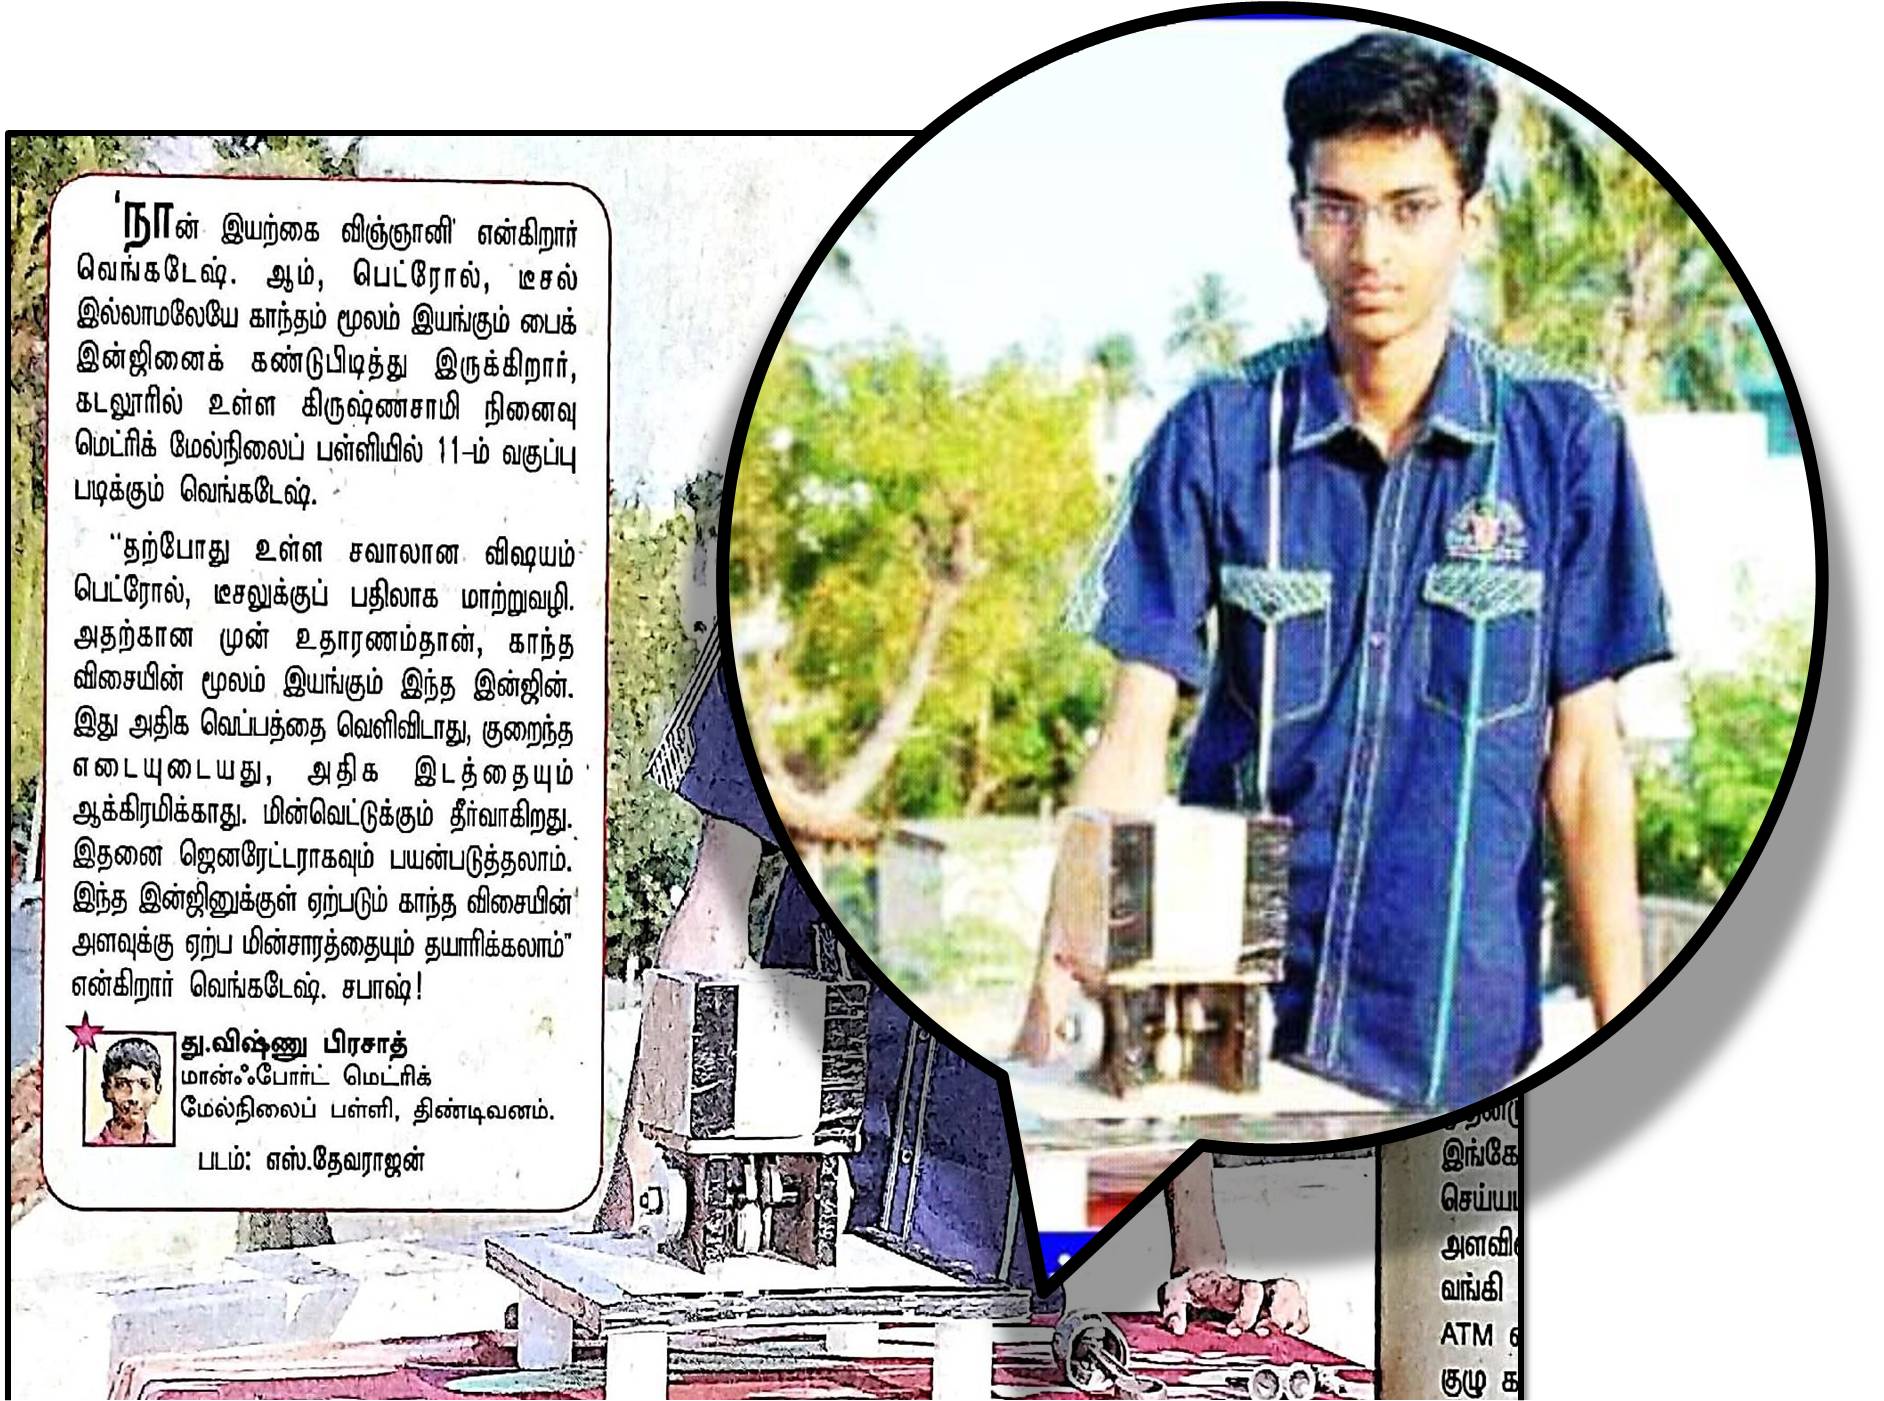 'நான் இயற்கை விஞ்ஞானி' என்கிறார்
வெங்கடேஷ். ஆம், பெட்ரோல், டீசல்
இல்லாமலேயே காந்தம் மூலம் இயங்கும் பைக்
இன்ஜினைக் கண்டுபிடித்து இருக்கிறார்,
கடலூரில் உள்ள கிருஷ்ணசாமி நினைவு
மெட்ரிக் மேல்நிலைப் பள்ளியில் 11-ம் வகுப்பு
படிக்கும் வெங்கடேஷ்.
"தற்போது உள்ள சவாலான விஷயம்
பெட்ரோல், டீசலுக்குப் பதிலாக மாற்றுவழி.
அதற்கான முன் உதாரணம்தான், காந்த
விசையின் மூலம் இயங்கும் இந்த இன்ஜின்.
இது அதிக வெப்பத்தை வெளிவிடாது, குறைந்த
எடையுடையது, அதிக இடத்தையும்
ஆக்கிரமிக்காது. மின்வெட்டுக்கும் தீர்வாகிறது.
இதனை ஜெனரேட்டராகவும் பயன்படுத்தலாம்.
இந்த இன்ஜினுக்குள் ஏற்படும் காந்த விசையின்
அளவுக்கு ஏற்ப மின்சாரத்தையும் தயாரிக்கலாம்"
என்கிறார் வெங்கடேஷ். சபாஷ்!
து.விஷ்ணு பிரசாத்
மான்ஃபோர்ட் மெட்ரிக்
மேல்நிலைப் பள்ளி, திண்டிவனம்.
படம்: எஸ்.தேவராஜன்
இங்கே
செய்ய
அளவி
வங்கி
ATM
குழு க